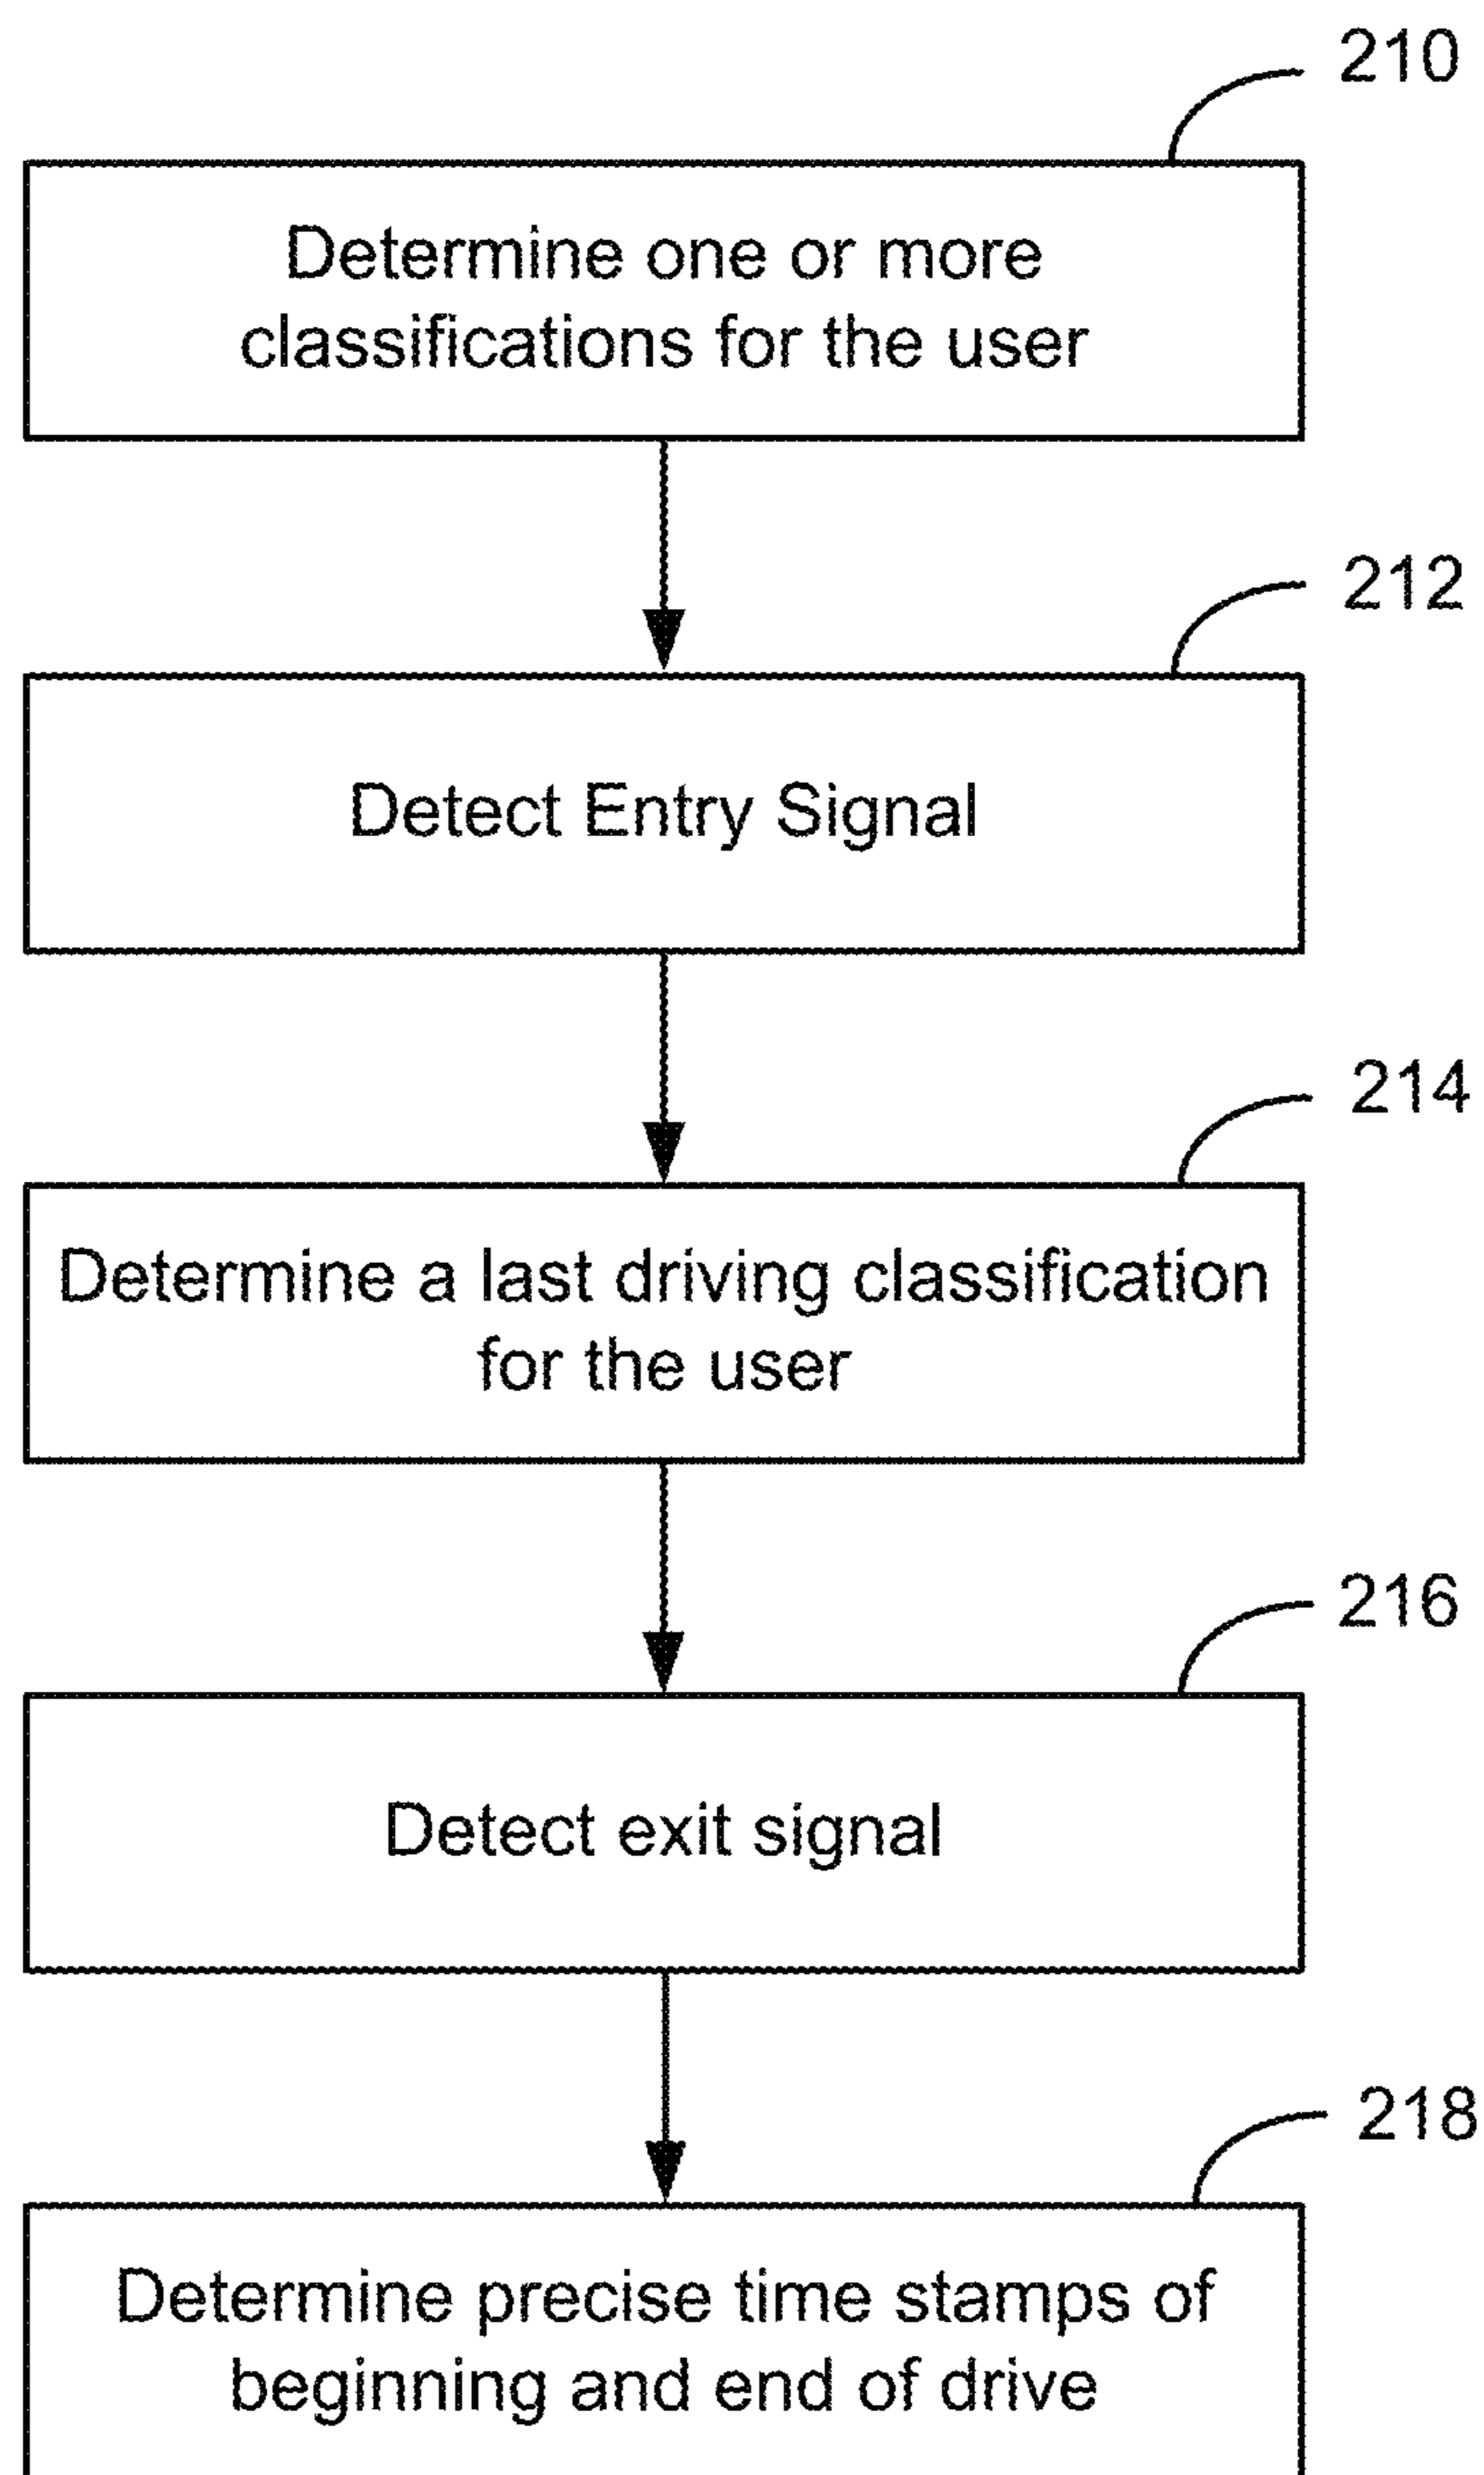 210
Determine one or more
classifications for the user
212
Detect Entry Signal
214
Determine a last driving classification
for the user
216
Detect exit signal
218
Determine precise time stamps of
beginning and end of drive